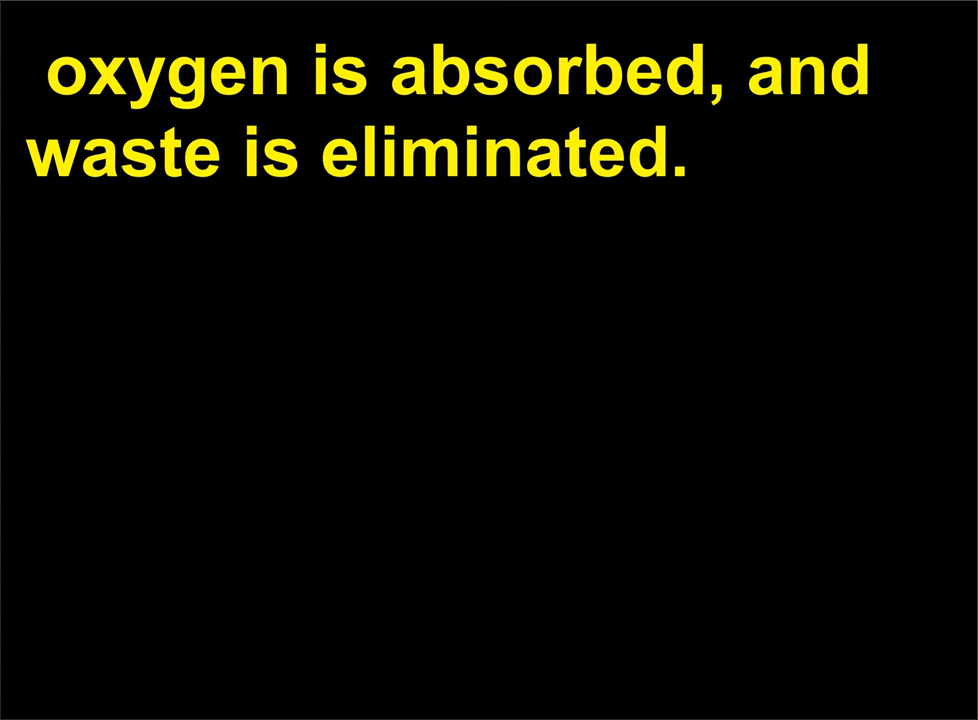 oxygen is absorbed, and
waste is eliminated.